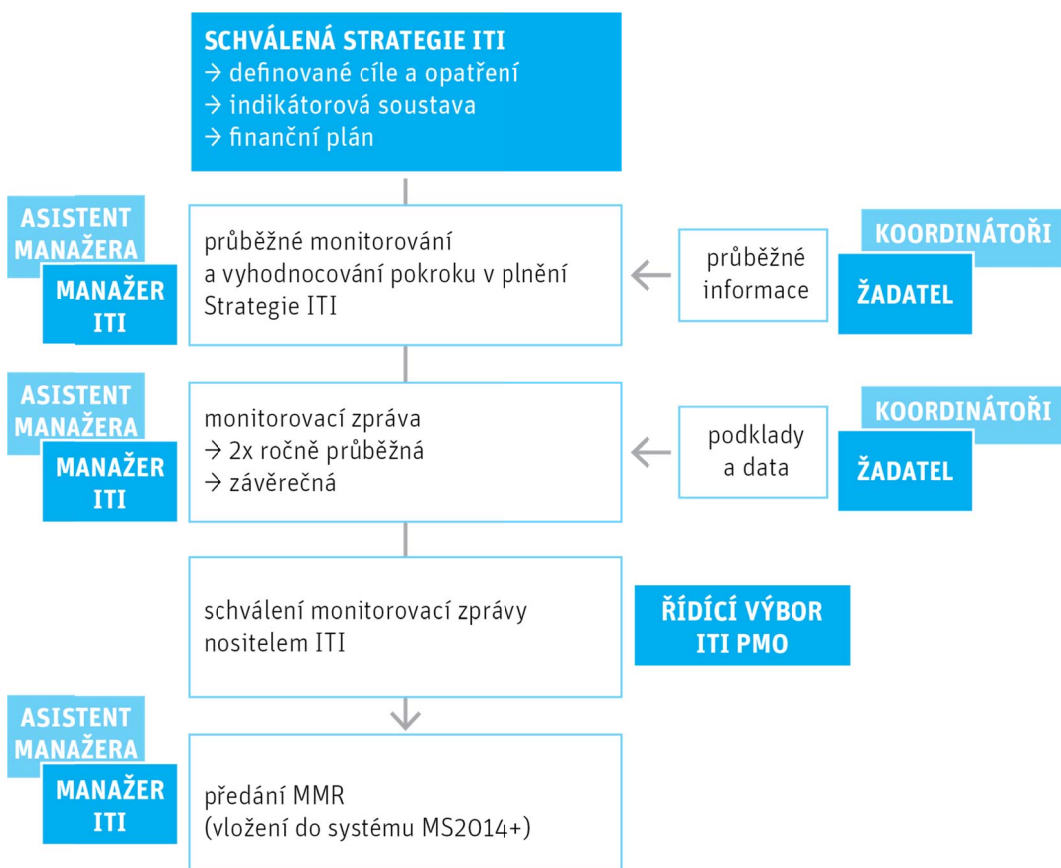 SCHVÁLENÁ STRATEGIE ITI
→ definované cíle a opatření
→ indikátorová soustava
→ finanční plán
ASISTENT
MANAŽERA
MANAŽER
ITI
průběžné monitorování
a vyhodnocování pokroku v plnění
Strategie ITI
průběžné
informace
KOORDINÁTOŘI
ŽADATEL
ASISTENT
MANAŽERA
MANAŽER
ITI
monitorovací zpráva
→ 2x ročně průběžná
→ závěrečná
podklady
a data
KOORDINÁTOŘI
ŽADATEL
schválení monitorovací zprávy
nositelem ITI
ŘÍDÍCÍ VÝBOR
ITI PMO
ASISTENT
MANAŽERA
MANAŽER
ITI
předání MMR
(vložení do systému MS2014+)